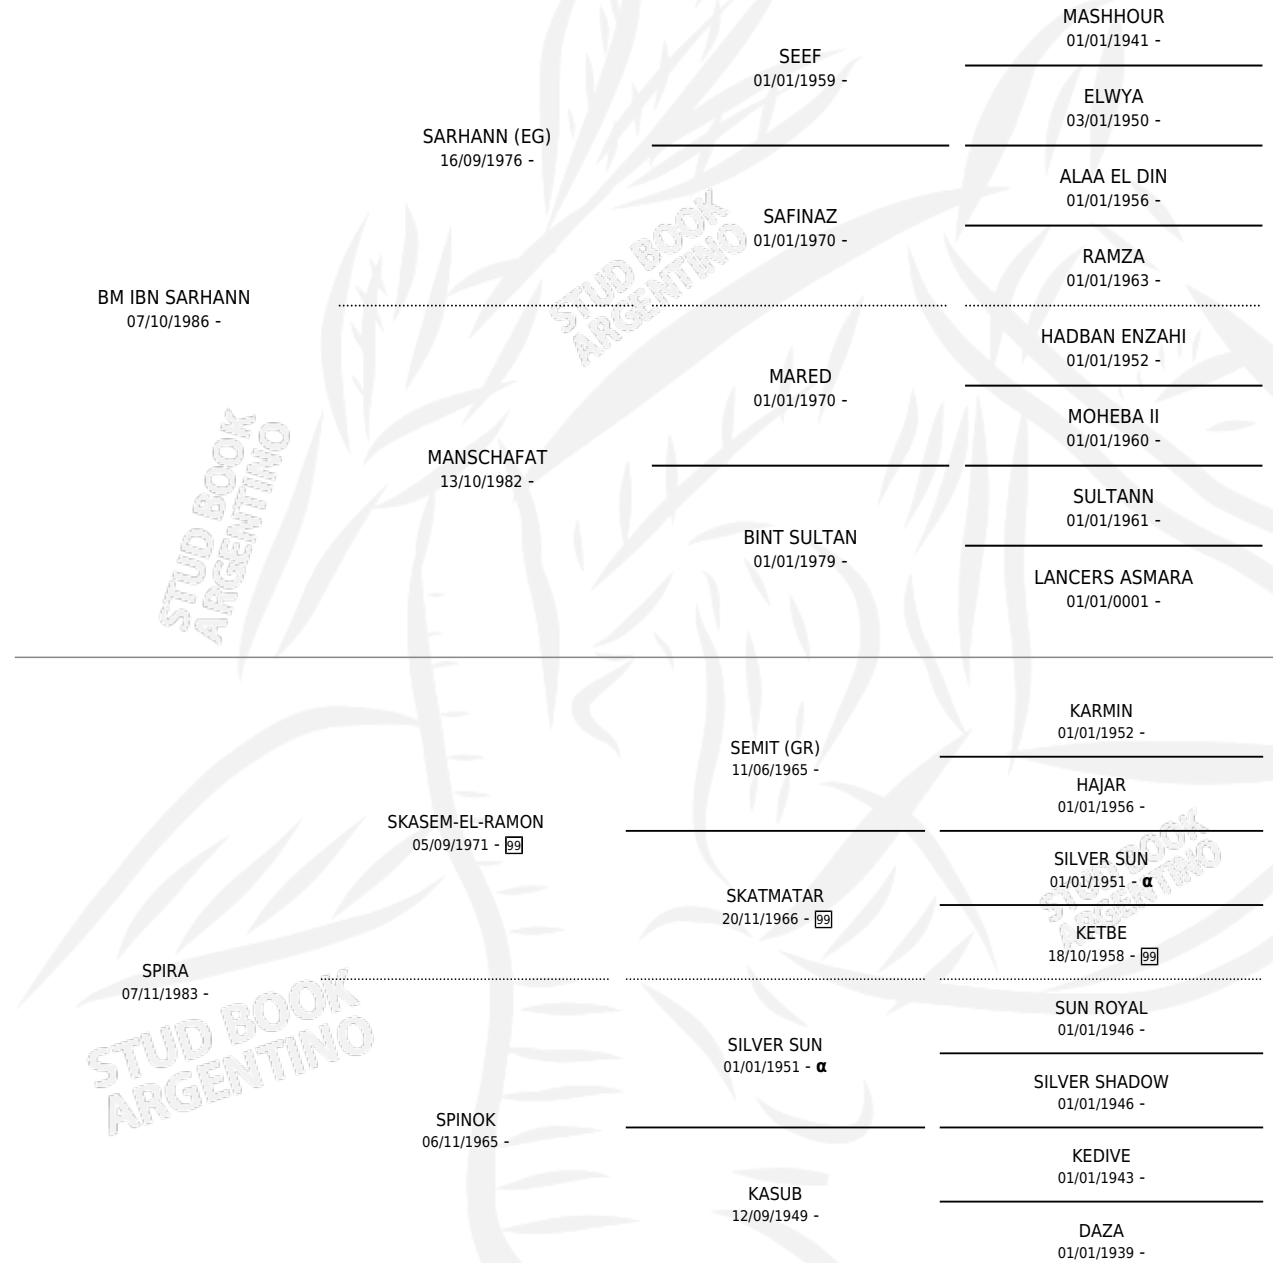 MASHHOUR
01/01/1941 -
SEEF
01/01/1959 -
ELWYA
03/01/1950 -
SARHANN (EG)
16/09/1976 -
ALAA EL DIN
01/01/1956 -
SAFINAZ
01/01/1970 -
RAMZA
01/01/1963 -
BM IBN SARHANN
07/10/1986 -
HADBAN ENZAHI
01/01/1952 -
MARED
01/01/1970 -
MOHEBA II
01/01/1960 -
MANSCHAFAT
13/10/1982 -
SULTANN
01/01/1961 -
BINT SULTAN
01/01/1979 -
LANCERS ASMARA
01/01/0001 -
STUD BOOK
ARGENTINO
STUD BOOK
ARGENTINO
KARMIN
01/01/1952 -
SEMIT (GR)
11/06/1965 -
HAJAR
01/01/1956 -
SKASEM-EL-RAMON
05/09/1971 - 99
SILVER SUN
01/01/1951 - α
SKATMATAR
20/11/1966 - 99
KETBE
18/10/1958 - 99
SPIRA
07/11/1983 -
SUN ROYAL
01/01/1946 -
SILVER SUN
01/01/1951 - α
SILVER SHADOW
01/01/1946 -
SPINOK
06/11/1965 -
KEDIVE
01/01/1943 -
KASUB
12/09/1949 -
DAZA
01/01/1939 -
STUD BOOK
ARGENTINO
STUD BOOK
ARGENTINO